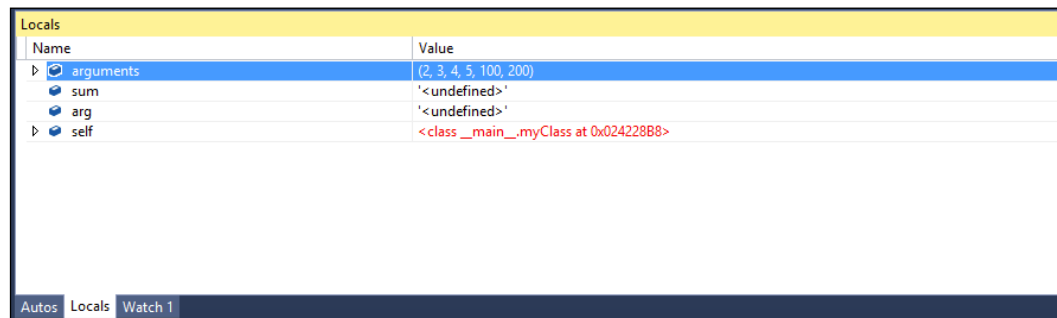 Locals
Name Value
arguments (2, 3, 4, 5, 100, 200)
sum '<undefined>'
arg '<undefined>'
self <class __main__.myClass at 0x024228B8>
Autos Locals Watch 1